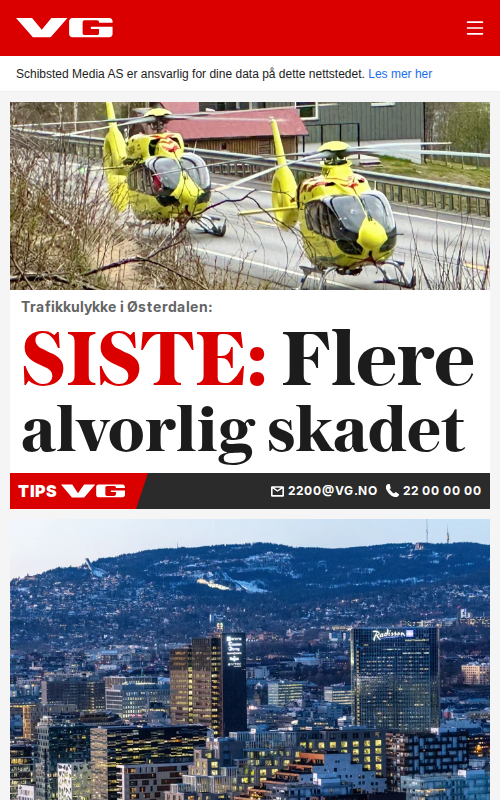 VG
Schibsted Media AS er ansvarlig for dine data på dette nettstedet. Les mer her
Trafikkulykke i Østerdalen:
SISTE: Flere
alvorlig skadet
TIPS VG 2200@VG.NO 22 00 00 00
Radisson